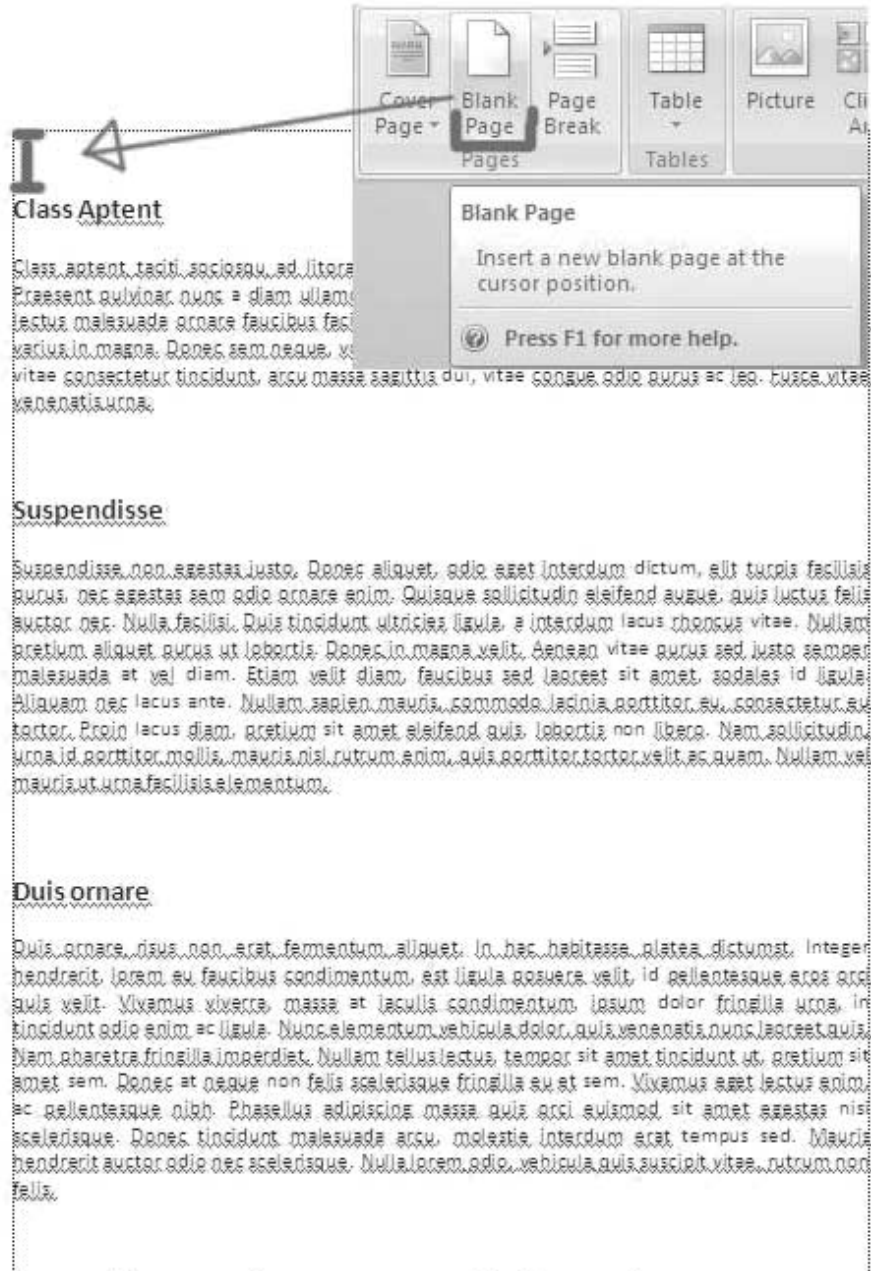 Cover Page
Blank Page
Page Break
Table
Picture
Cli
Ar
Pages
Tables
Blank Page
Insert a new blank page at the
cursor position.
Press F1 for more help.
Class Aptent
Class aptent taciti sociosqu ad litora
Praesent pulvinar nunc a diam ullam
lectus malesuada ornare faucibus faci
varius in magna. Donec sem neque, v
vitae consectetur tincidunt, arcu massa sagittis dui, vitae congue odio purus ac leo. Fusce vitae
venenatis urna.
Suspendisse
Suspendisse non egestas justo. Donec aliquet, odio eget interdum dictum, elit turpis facilisis
purus, nec egestas sem odio ornare enim. Quisque sollicitudin eleifend augue, quis luctus felis
auctor nec. Nulla facilisi. Duis tincidunt ultricies ligula, a interdum lacus rhoncus vitae. Nullam
pretium aliquet purus ut lobortis. Donec in magna velit. Aenean vitae purus sed justo semper
malesuada at vel diam. Etiam velit diam, faucibus sed laoreet sit amet, sodales id ligula.
Aliquam nec lacus ante. Nullam sapien mauris, commodo lacinia porttitor eu, consectetur eu
tortor. Proin lacus diam, pretium sit amet eleifend quis, lobortis non libero. Nam sollicitudin,
urna id porttitor mollis, mauris nisl rutrum enim, quis porttitor tortor velit ac quam. Nullam vel
mauris ut urna facilisis elementum.
Duis ornare
Duis ornare risus non erat fermentum aliquet. In hac habitasse platea dictumst. Integer
hendrerit, lorem eu faucibus condimentum, est ligula posuere velit, id pellentesque eros orci
quis velit. Vivamus viverra, massa at iaculis condimentum, ipsum dolor fringilla urna, in
tincidunt odio enim ac ligula. Nunc elementum vehicula dolor, quis venenatis nunc laoreet quis.
Nam pharetra fringilla imperdiet. Nullam tellus lectus, tempor sit amet tincidunt ut, pretium sit
amet sem. Donec at neque non felis scelerisque fringilla eu et sem. Vivamus eget lectus enim,
ac pellentesque nibh. Phasellus adipiscing massa quis orci euismod sit amet egestas nisi
scelerisque. Donec tincidunt malesuada arcu, molestie interdum erat tempus sed. Mauris
hendrerit auctor odio nec scelerisque. Nulla lorem odio, vehicula quis suscipit vitae, rutrum non
felis.